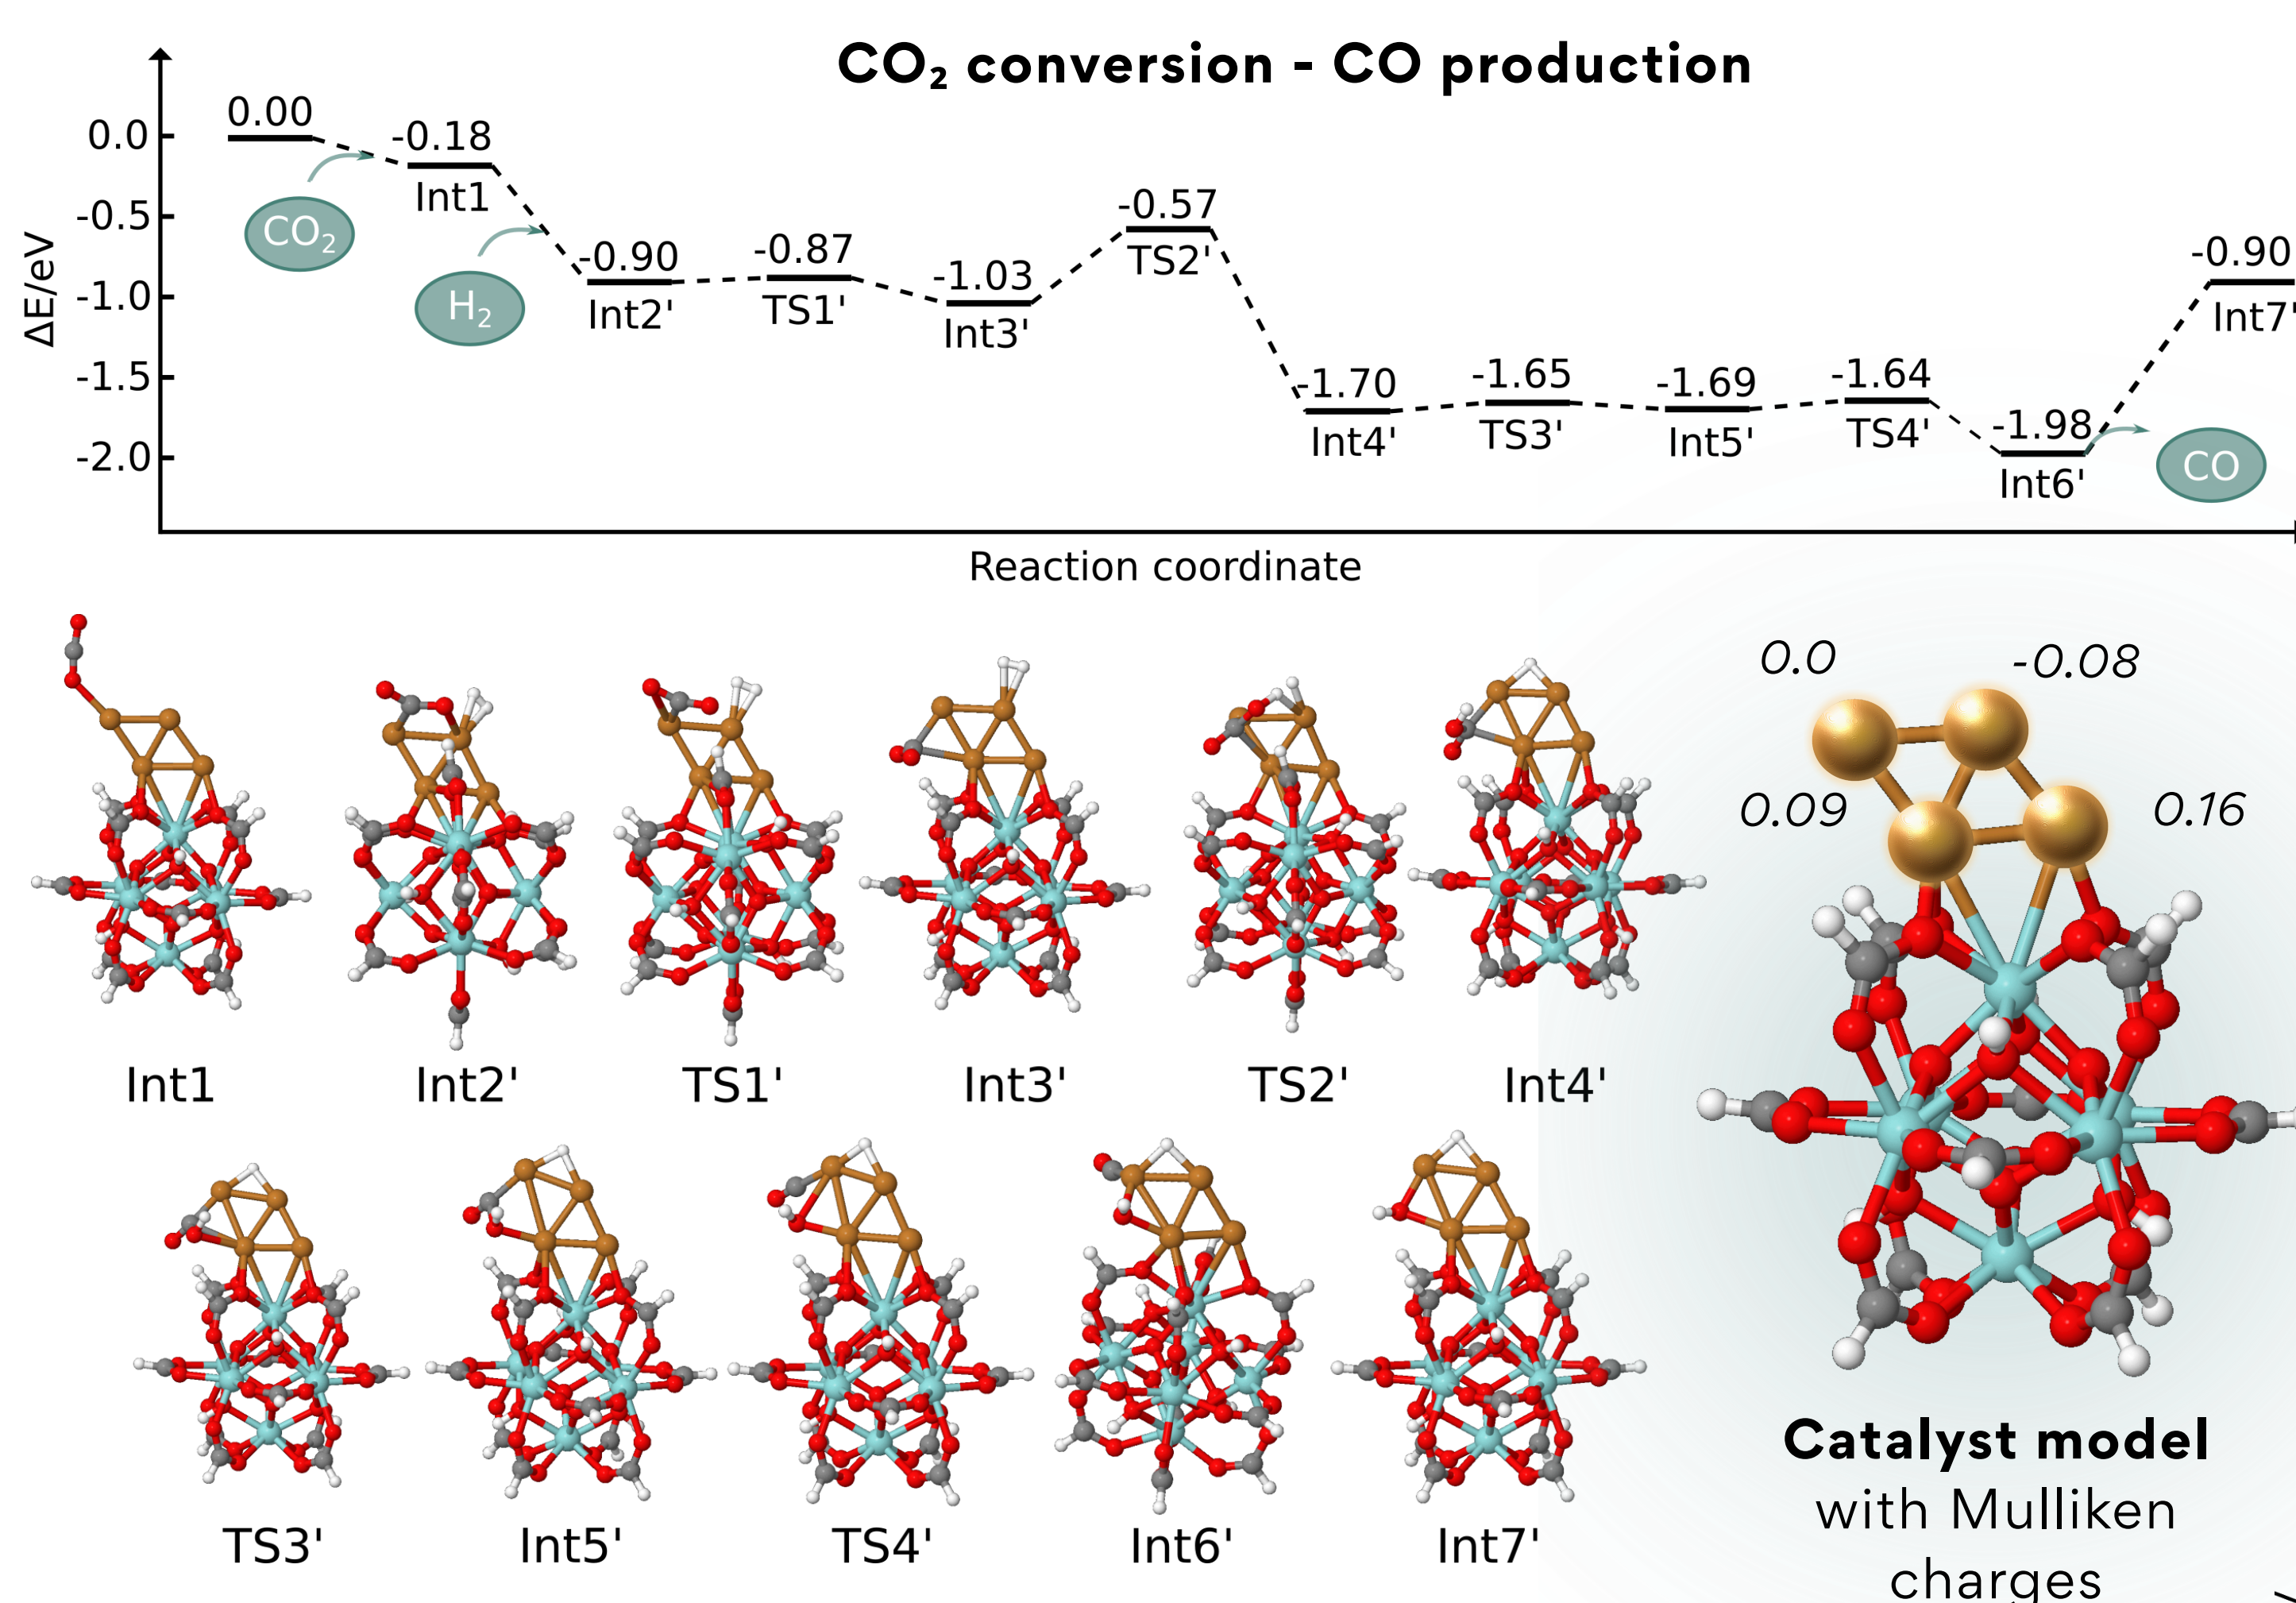 CO₂ conversion - CO production
ΔE/eV
0.0
-0.5
-1.0
-1.5
-2.0
0.00
-0.18
Int1
-0.90
Int2'
-0.87
TS1'
-1.03
Int3'
-0.57
TS2'
-1.70
Int4'
-1.65
TS3'
-1.69
Int5'
-1.64
TS4'
-1.98
Int6'
-0.90
Int7'
CO₂
H₂
CO
Reaction coordinate
0.0
-0.08
0.09
0.16
Int1
Int2'
TS1'
Int3'
TS2'
Int4'
TS3'
Int5'
TS4'
Int6'
Int7'
Catalyst model
with Mulliken
charges